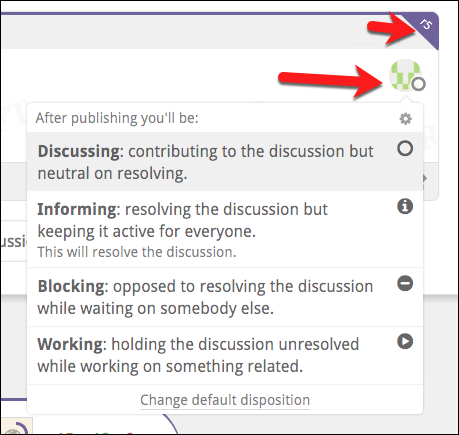 rs
After publishing you'll be:
Discussing: contributing to the discussion but
neutral on resolving.
Informing: resolving the discussion but
keeping it active for everyone.
This will resolve the discussion.
ussi
Blocking: opposed to resolving the discussion
while waiting on somebody else.
Working: holding the discussion unresolved
while working on something related.
Change default disposition